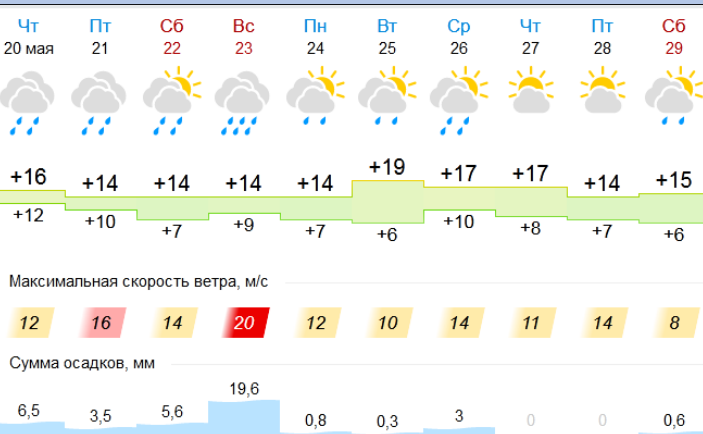 Чт Пт Сб Вс Пн Вт Ср Чт Пт Сб
20 мая 21 22 23 24 25 26 27 28 29
+16 +14 +14 +14 +14 +19 +17 +17 +14 +15
+12 +10 +7 +9 +7 +6 +10 +8 +7 +6
Максимальная скорость ветра, м/с
12 16 14 20 12 10 14 11 14 8
Сумма осадков, мм
6,5 3,5 5,6 19,6 0,8 0,3 3 0 0 0,6